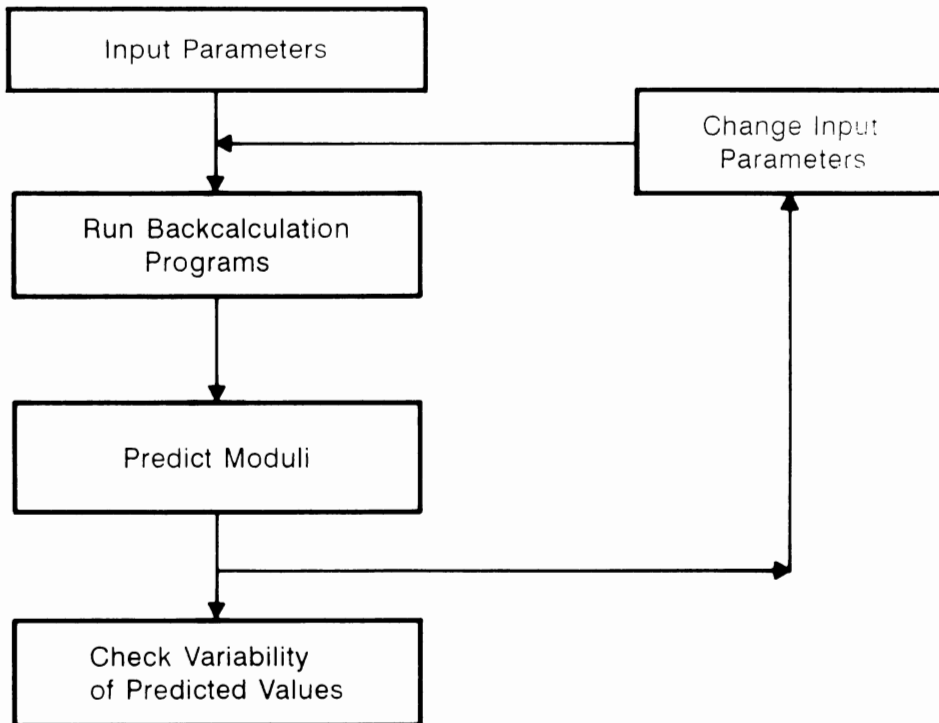 Input Parameters
Change Input
Parameters
Run Backcalculation
Programs
Predict Moduli
Check Variability
of Predicted Values